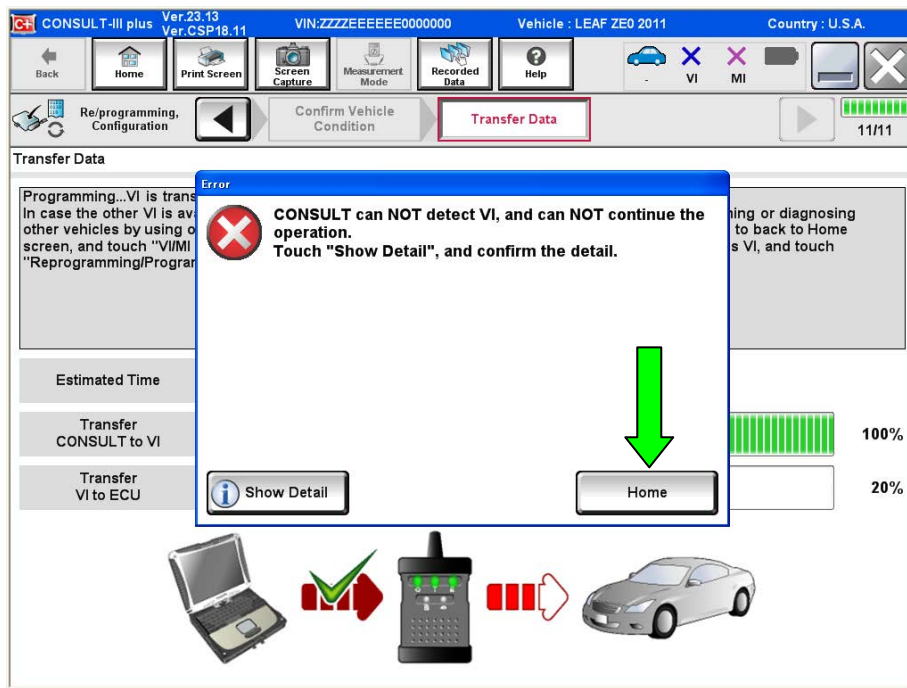 CONSULT-III plus Ver.23.13
Ver.CSP18.11
VIN:ZZZZEEEEEE0000000
Vehicle : LEAF ZE0 2011
Country : U.S.A.
Back
Home
Print Screen
Screen
Capture
Measurement
Mode
Recorded
Data
Help
-
VI
MI
Re/programming,
Configuration
Confirm Vehicle
Condition
Transfer Data
11/11
Transfer Data
Programming...VI is trans
In case the other VI is av
other vehicles by using o
screen, and touch "VI/MI
"Reprogramming/Program
ing or diagnosing
to back to Home
s VI, and touch
Error
CONSULT can NOT detect VI, and can NOT continue the
operation.
Touch "Show Detail", and confirm the detail.
Show Detail
Home
Estimated Time
Transfer
CONSULT to VI
100%
Transfer
VI to ECU
20%